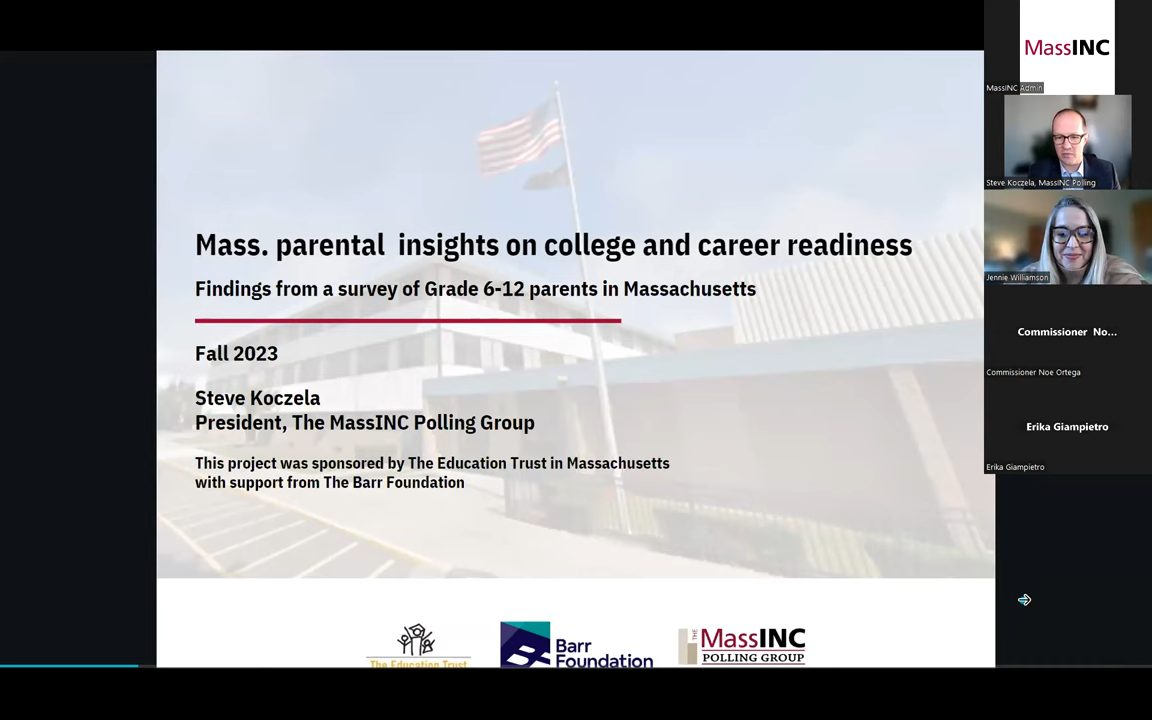 Mass. parental insights on college and career readiness
Findings from a survey of Grade 6-12 parents in Massachusetts
Fall 2023
Steve Koczela
President, The MassINC Polling Group
This project was sponsored by The Education Trust in Massachusetts
with support from The Barr Foundation
The Education Trust
Barr
Foundation
THE
MassINC
POLLING GROUP
MassINC
MassINC Admin
Steve Koczela, MassINC Polling
Jennie Williamson
Commissioner No...
Commissioner Noe Ortega
Erika Giampietro
Erika Giampietro